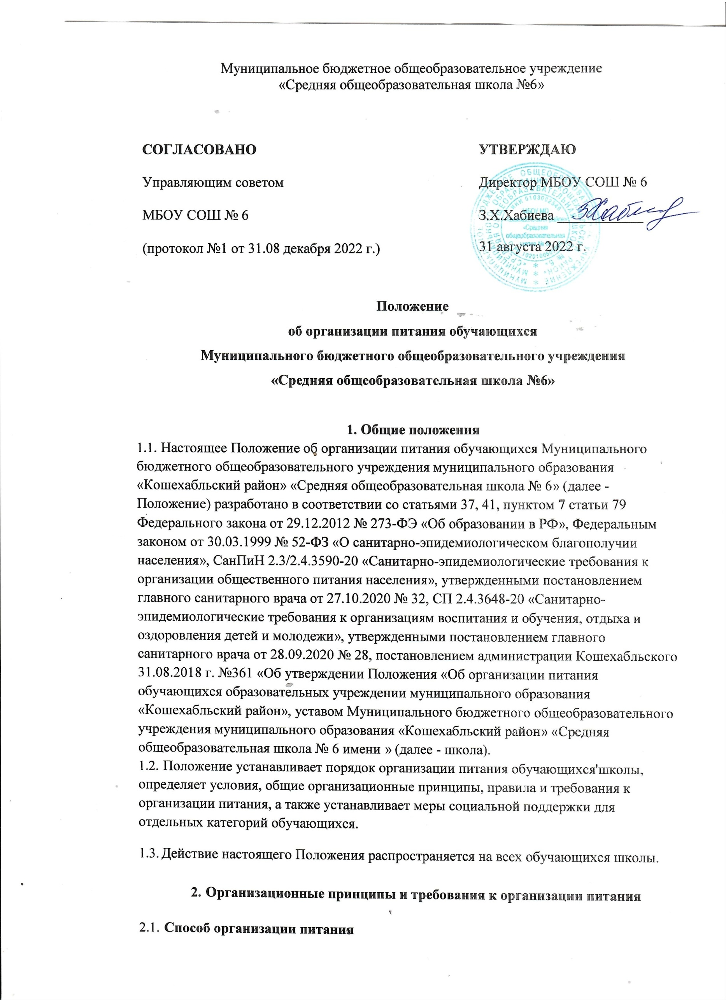 Муниципальное бюджетное общеобразовательное учреждение
«Средняя общеобразовательная школа №6»
СОГЛАСОВАНО
Управляющим советом
МБОУ СОШ № 6
(протокол №1 от 31.08 декабря 2022 г.)
УТВЕРЖДАЮ
Директор МБОУ СОШ № 6
З.Х.Хабиева
31 августа 2022 г.
«Средняя
общеобразовательная
Положение
об организации питания обучающихся
Муниципального бюджетного общеобразовательного учреждения
«Средняя общеобразовательная школа №6»
1. Общие положения
1.1. Настоящее Положение об организации питания обучающихся Муниципального
бюджетного общеобразовательного учреждения муниципального образования
«Кошехабльский район» «Средняя общеобразовательная школа № 6» (далее -
Положение) разработано в соответствии со статьями 37, 41, пунктом 7 статьи 79
Федерального закона от 29.12.2012 № 273-ФЭ «Об образовании в РФ», Федеральным
законом от 30.03.1999 № 52-ФЗ «О санитарно-эпидемиологическом благополучии
населения», СанПиН 2.3/2.4.3590-20 «Санитарно-эпидемиологические требования к
организации общественного питания населения», утвержденными постановлением
главного санитарного врача от 27.10.2020 № 32, СП 2.4.3648-20 «Санитарно-
эпидемиологические требования к организациям воспитания и обучения, отдыха и
оздоровления детей и молодежи», утвержденными постановлением главного
санитарного врача от 28.09.2020 № 28, постановлением администрации Кошехабльского
31.08.2018 г. №361 «Об утверждении Положения «Об организации питания
обучающихся образовательных учреждении муниципального образования
«Кошехабльский район», уставом Муниципального бюджетного общеобразовательного
учреждения муниципального образования «Кошехабльский район» «Средняя
общеобразовательная школа № 6 имени » (далее - школа).
1.2. Положение устанавливает порядок организации питания обучающихся'школы,
определяет условия, общие организационные принципы, правила и требования к
организации питания, а также устанавливает меры социальной поддержки для
отдельных категорий обучающихся.
1.3. Действие настоящего Положения распространяется на всех обучающихся школы.
2. Организационные принципы и требования к организации питания
2.1. Способ организации питания